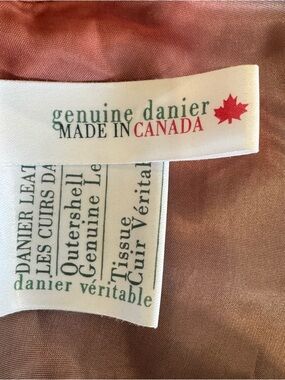 genuine danier
MADE IN CANADA
DANIER LEAT
LES CUIRS DA
Outershell
Genuine Le
Tissue
Cuir Vérital
danier véritable